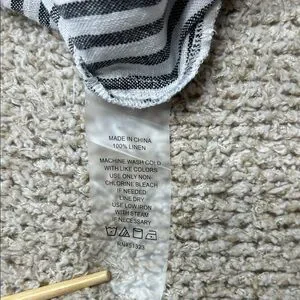 MADE IN CHINA
100% LINEN
MACHINE WASH COLD
WITH LIKE COLORS
USE ONLY NON-
CHLORINE BLEACH
IF NEEDED
LINE DRY
USE LOW IRON
WITH STEAM
IF NECESSARY